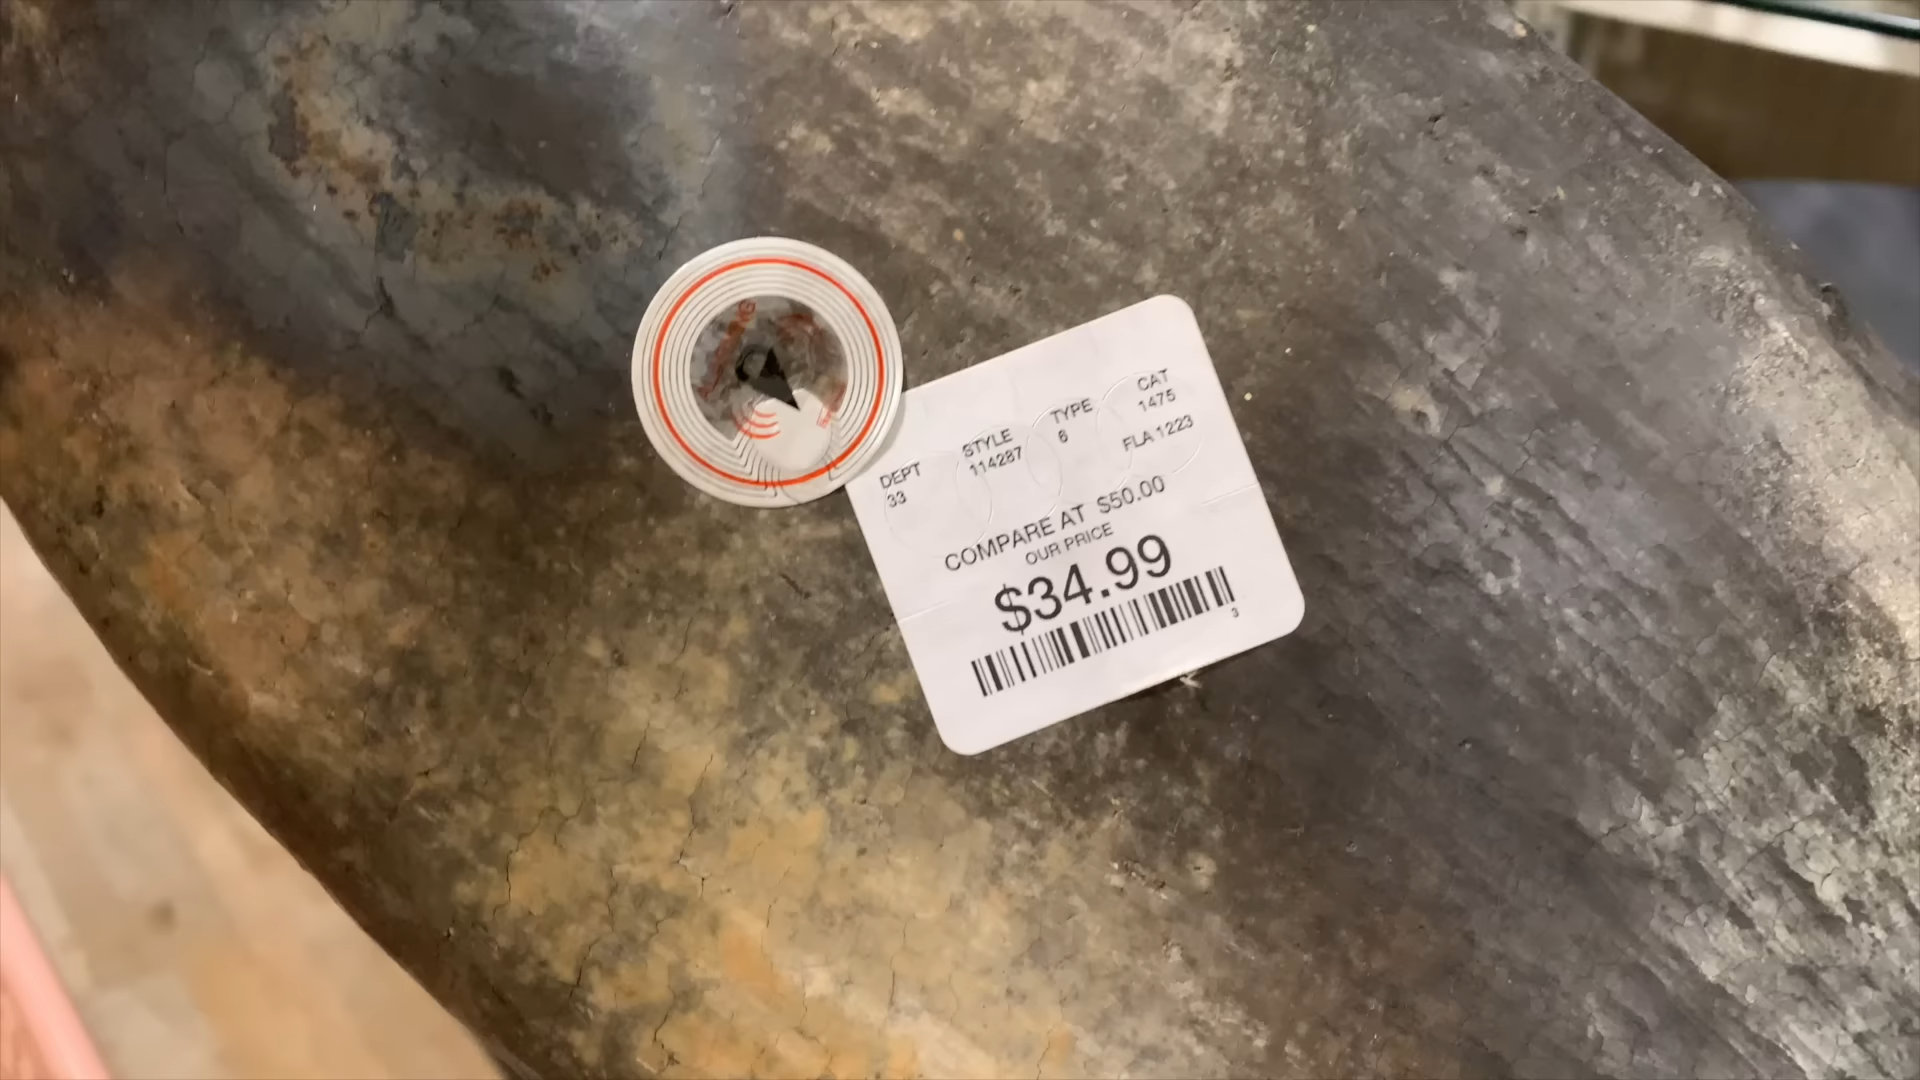 DEPT STYLE TYPE CAT
33 114287 6 1475
FLA 1223
COMPARE AT $50.00
OUR PRICE
$34.99
3